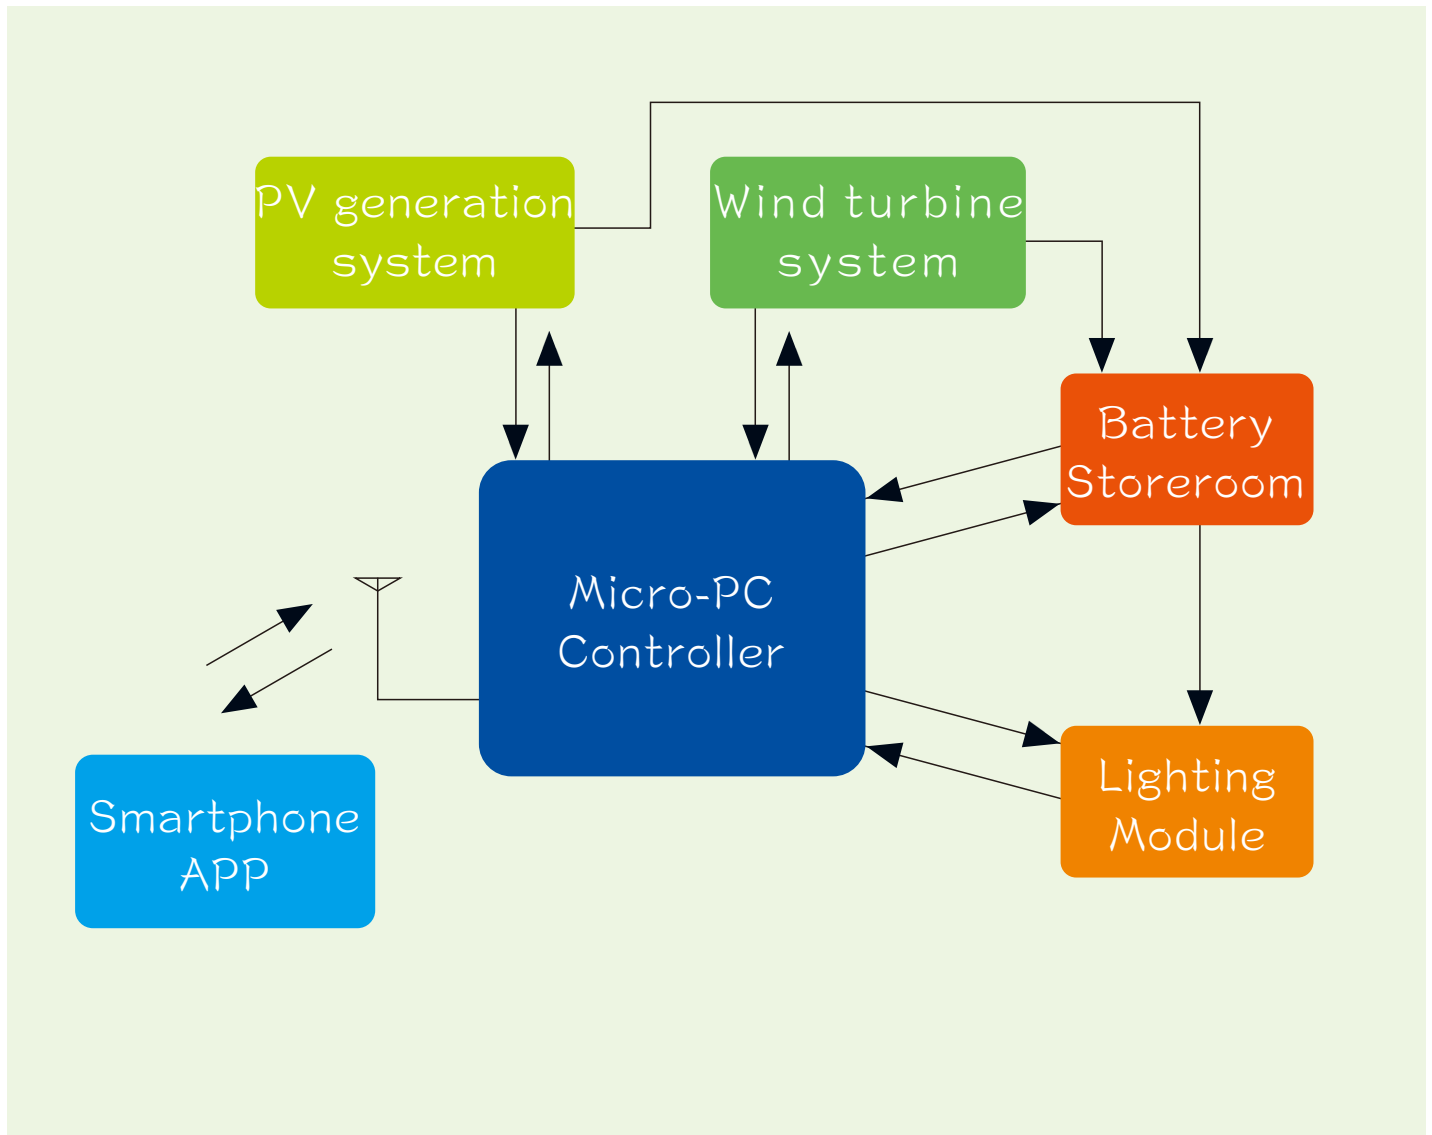 PV generation
system
Wind turbine
system
Battery
Storeroom
Micro-PC
Controller
Lighting
Module
Smartphone
APP